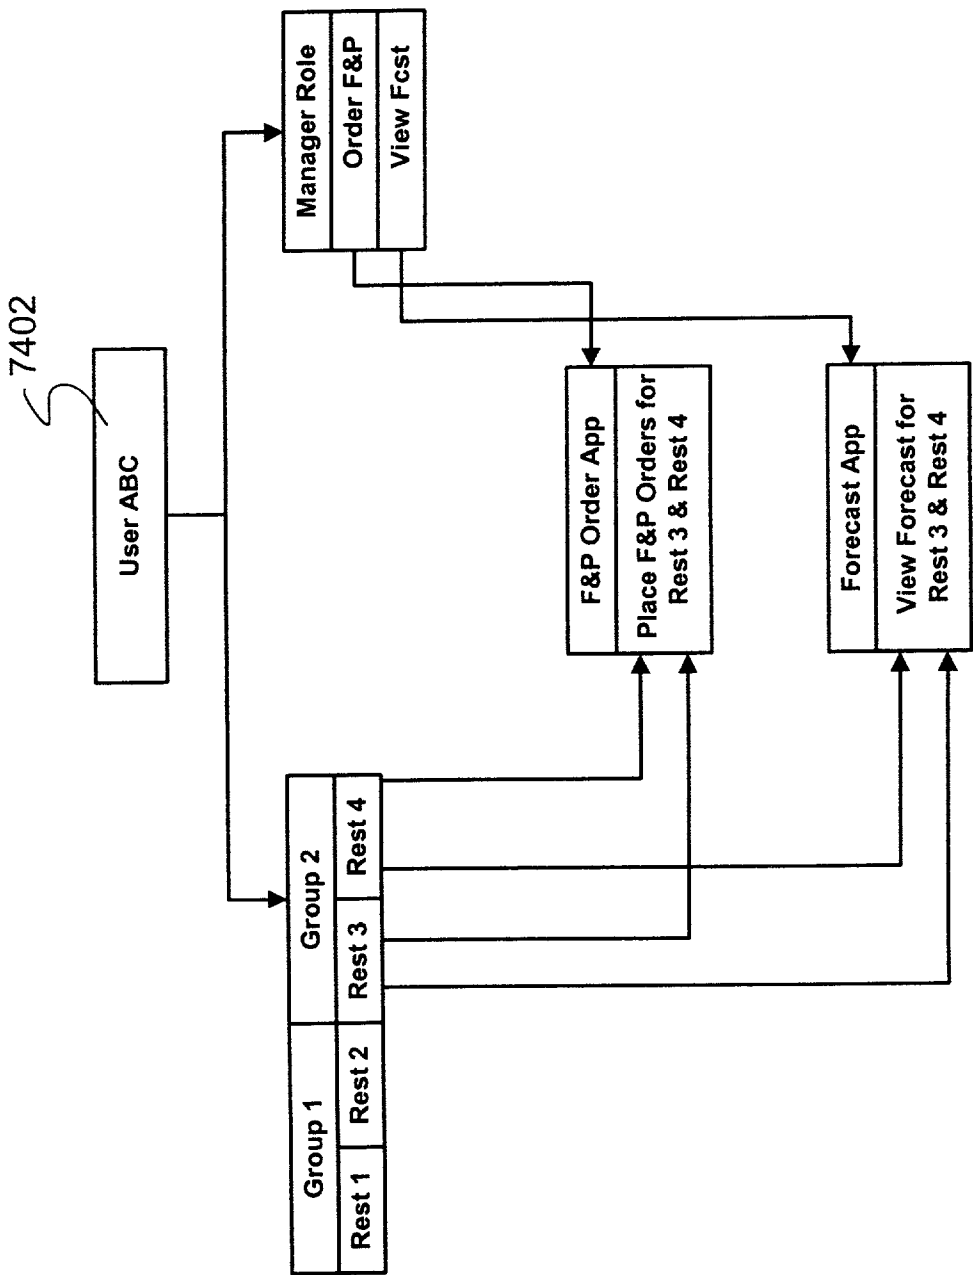 7402
User ABC
Group 1
Group 2
Rest 1
Rest 2
Rest 3
Rest 4
Manager Role
Order F&P
View Fcst
F&P Order App
Place F&P Orders for
Rest 3 & Rest 4
Forecast App
View Forecast for
Rest 3 & Rest 4